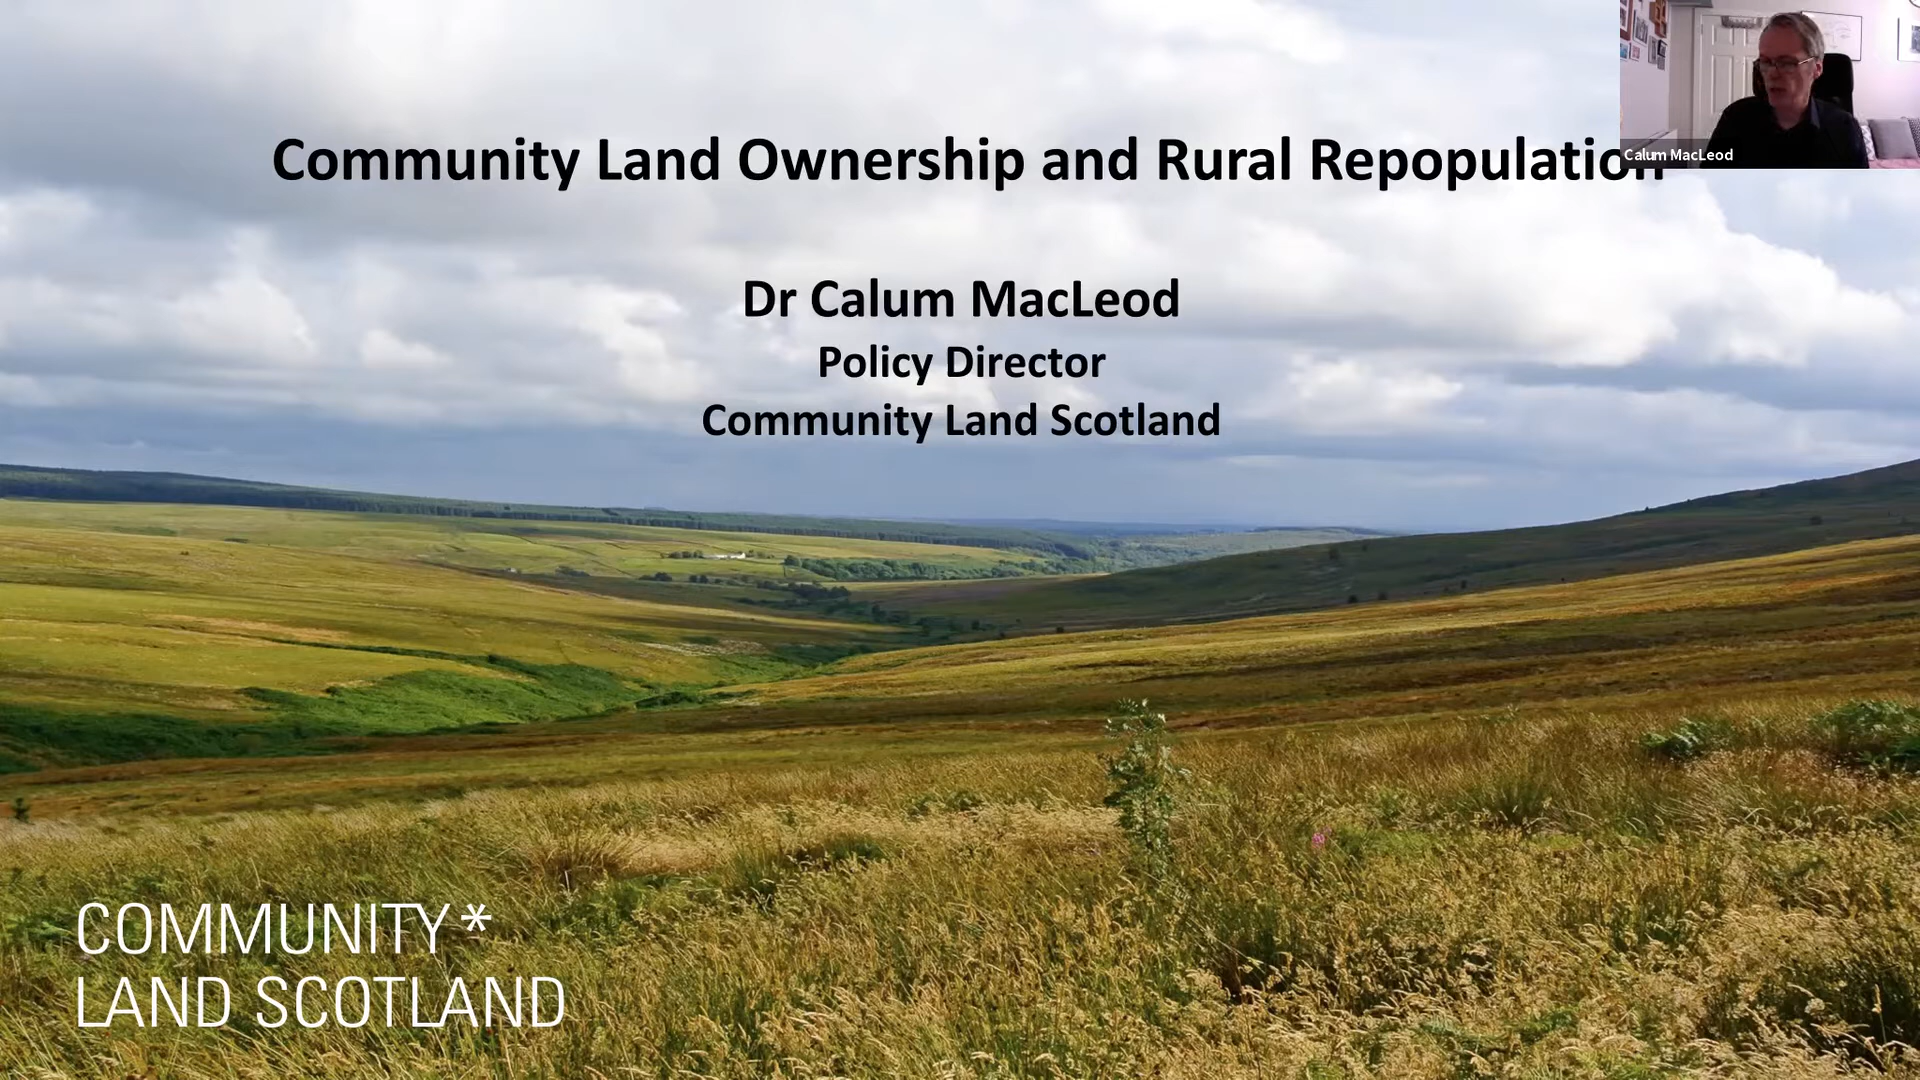 Community Land Ownership and Rural Repopulation
Calum MacLeod
Dr Calum MacLeod
Policy Director
Community Land Scotland
COMMUNITY*
LAND SCOTLAND